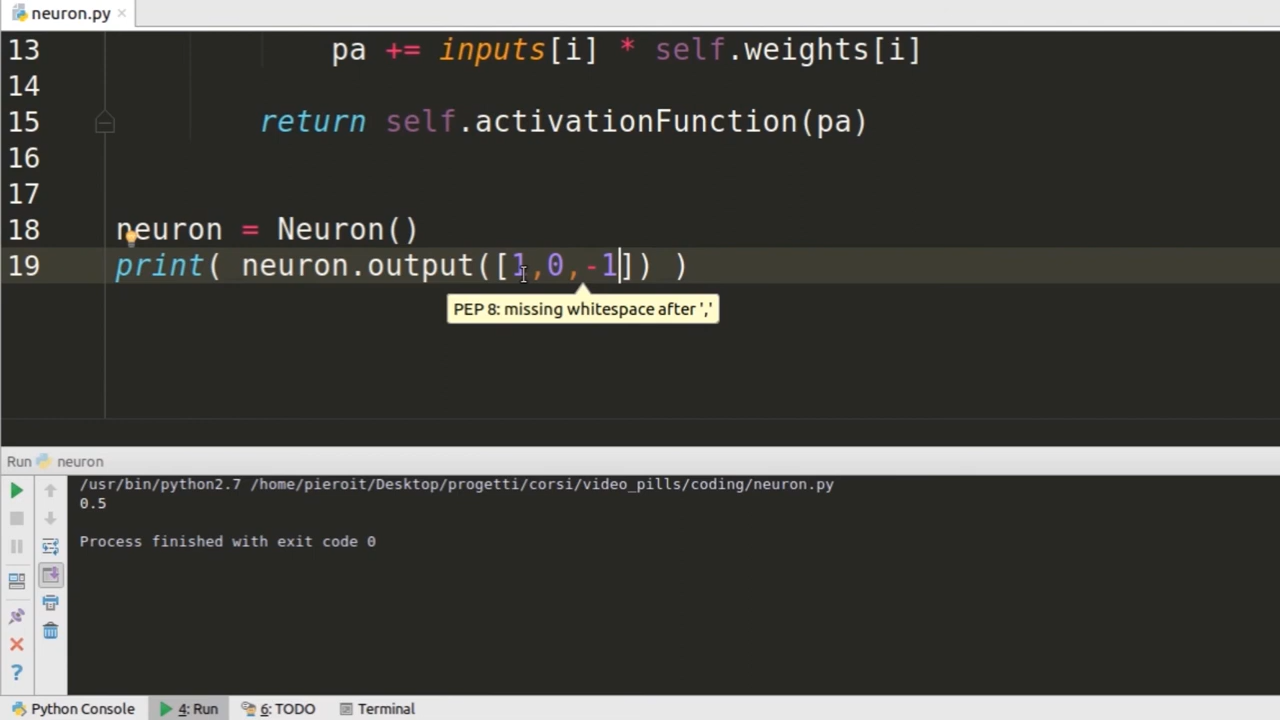 neuron.py
13 pa += inputs[i] * self.weights[i]
14
15 return self.activationFunction(pa)
16
17
18 neuron = Neuron()
19 print( neuron.output([1,0,-1]) )
PEP 8: missing whitespace after ','
Run neuron
/usr/bin/python2.7 /home/pieroit/Desktop/progetti/corsi/video_pills/coding/neuron.py
0.5
Process finished with exit code 0
Python Console 4: Run 6: TODO Terminal